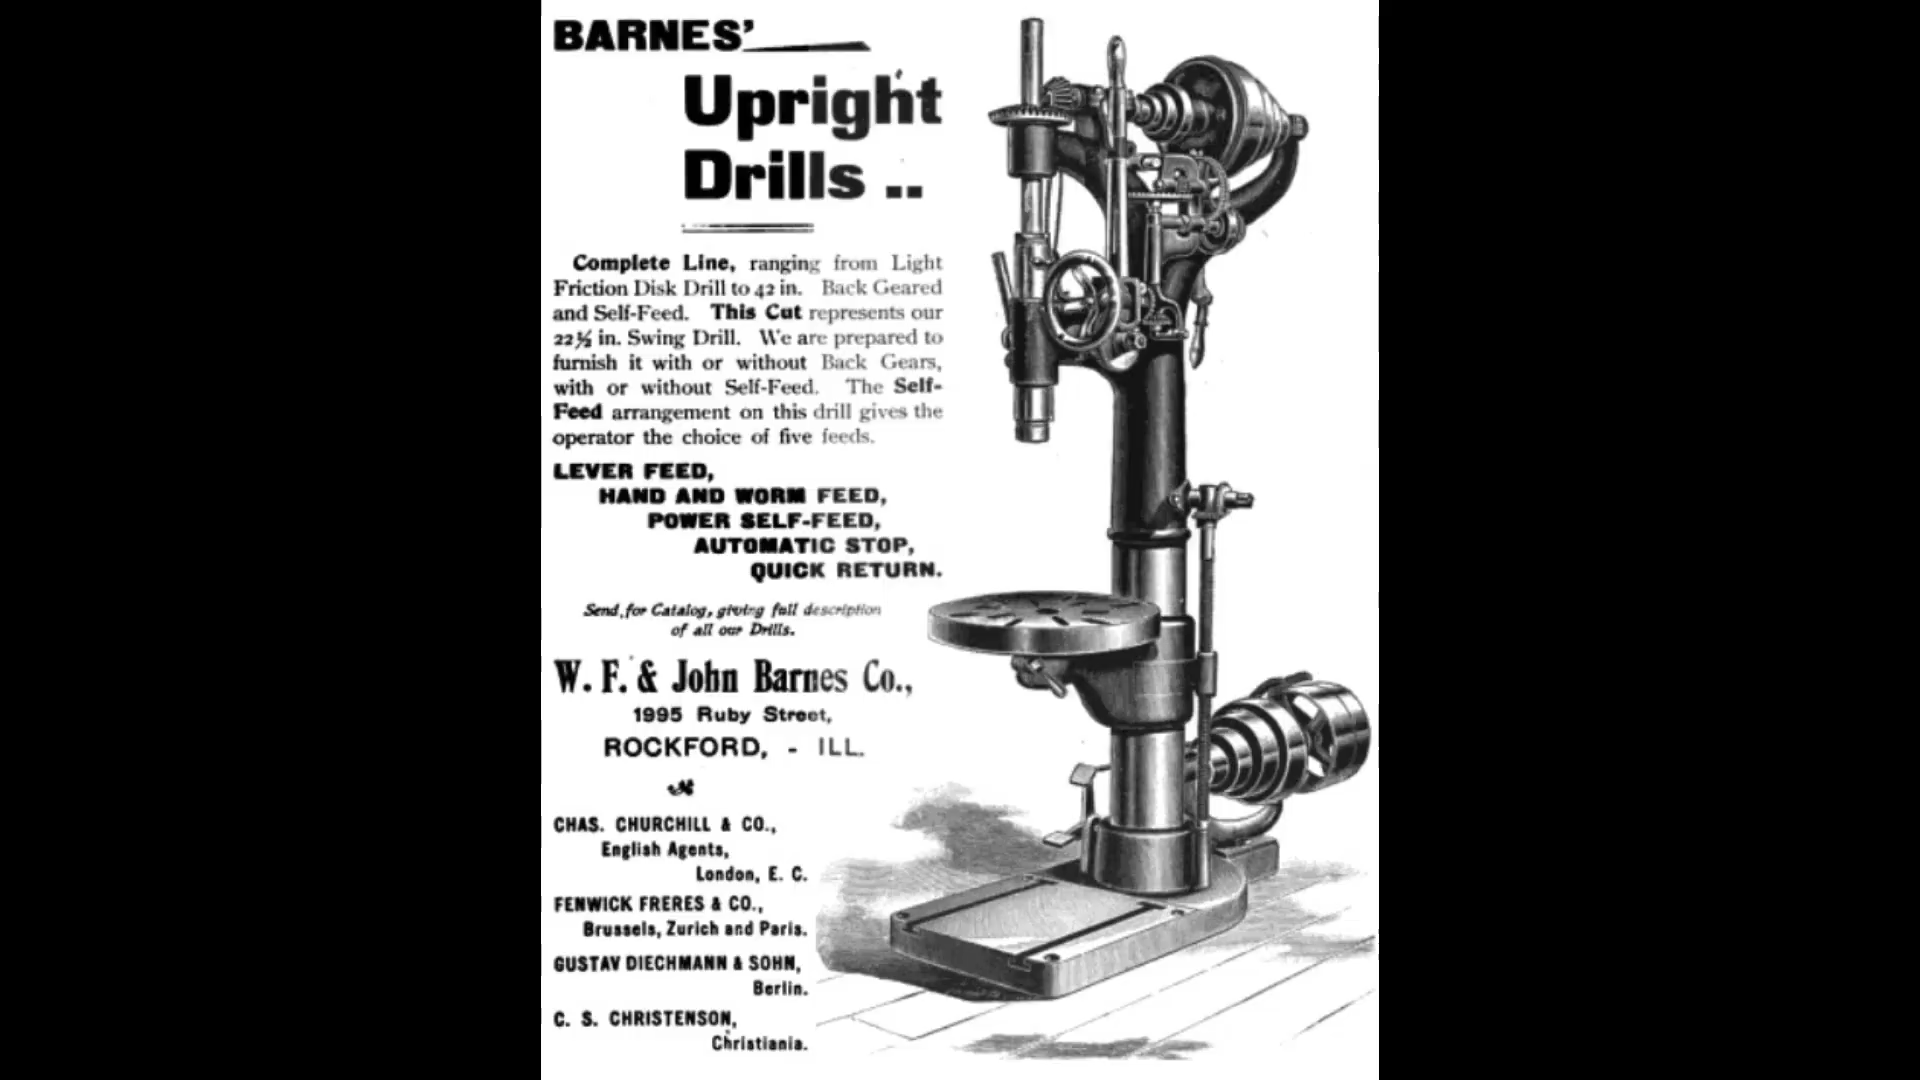 BARNES'
Upright
Drills ..
Complete Line, ranging from Light
Friction Disk Drill to 42 in. Back Geared
and Self-Feed. This Cut represents our
22½ in. Swing Drill. We are prepared to
furnish it with or without Back Gears,
with or without Self-Feed. The Self-
Feed arrangement on this drill gives the
operator the choice of five feeds.
LEVER FEED,
HAND AND WORM FEED,
POWER SELF-FEED,
AUTOMATIC STOP,
QUICK RETURN.
Send for Catalog, giving full description
of all our Drills.
W. F. & John Barnes Co.,
1995 Ruby Street,
ROCKFORD, - ILL.
CHAS. CHURCHILL & CO.,
English Agents,
London, E. C.
FENWICK FRERES & CO.,
Brussels, Zurich and Paris.
GUSTAV DIECHMANN & SOHN,
Berlin.
C. S. CHRISTENSON,
Christiania.